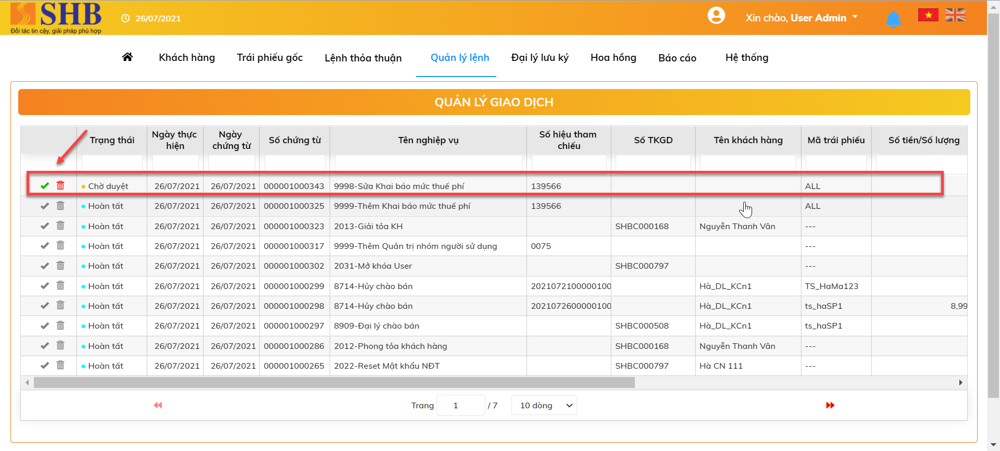 SHB
Đối tác tin cậy, giải pháp phù hợp
26/07/2021
Xin chào, User Admin
Khách hàng Trái phiếu gốc Lệnh thỏa thuận Quản lý lệnh Đại lý lưu ký Hoa hồng Báo cáo Hệ thống
QUẢN LÝ GIAO DỊCH
Trạng thái Ngày thực hiện Ngày chứng từ Số chứng từ Tên nghiệp vụ Số hiệu tham chiếu Số TKGD Tên khách hàng Mã trái phiếu Số tiền/Số lượng
Chờ duyệt 26/07/2021 26/07/2021 000001000343 9998-Sửa Khai báo mức thuế phí 139566 ALL
Hoàn tất 26/07/2021 26/07/2021 000001000325 9999-Thêm Khai báo mức thuế phí 139566 ALL
Hoàn tất 26/07/2021 26/07/2021 000001000323 2013-Giải tỏa KH SHBC000168 Nguyễn Thanh Vân ---
Hoàn tất 26/07/2021 26/07/2021 000001000317 9999-Thêm Quản trị nhóm người sử dụng 0075 ---
Hoàn tất 26/07/2021 26/07/2021 000001000302 2031-Mở khóa User SHBC000797 ---
Hoàn tất 26/07/2021 26/07/2021 000001000299 8714-Hủy chào bán 2021072100000100 Hà_DL_KCn1 TS_HaMa123
Hoàn tất 26/07/2021 26/07/2021 000001000298 8714-Hủy chào bán 2021072600000100 Hà_DL_KCn1 ts_haSP1 8,99
Hoàn tất 26/07/2021 26/07/2021 000001000297 8909-Đại lý chào bán SHBC000508 Hà_DL_KCn1 ts_haSP1
Hoàn tất 26/07/2021 26/07/2021 000001000286 2012-Phong tỏa khách hàng SHBC000168 Nguyễn Thanh Vân ---
Hoàn tất 26/07/2021 26/07/2021 000001000265 2022-Reset Mật khẩu NĐT SHBC000797 Hà CN 111 ---
Trang 1 / 7 10 dòng